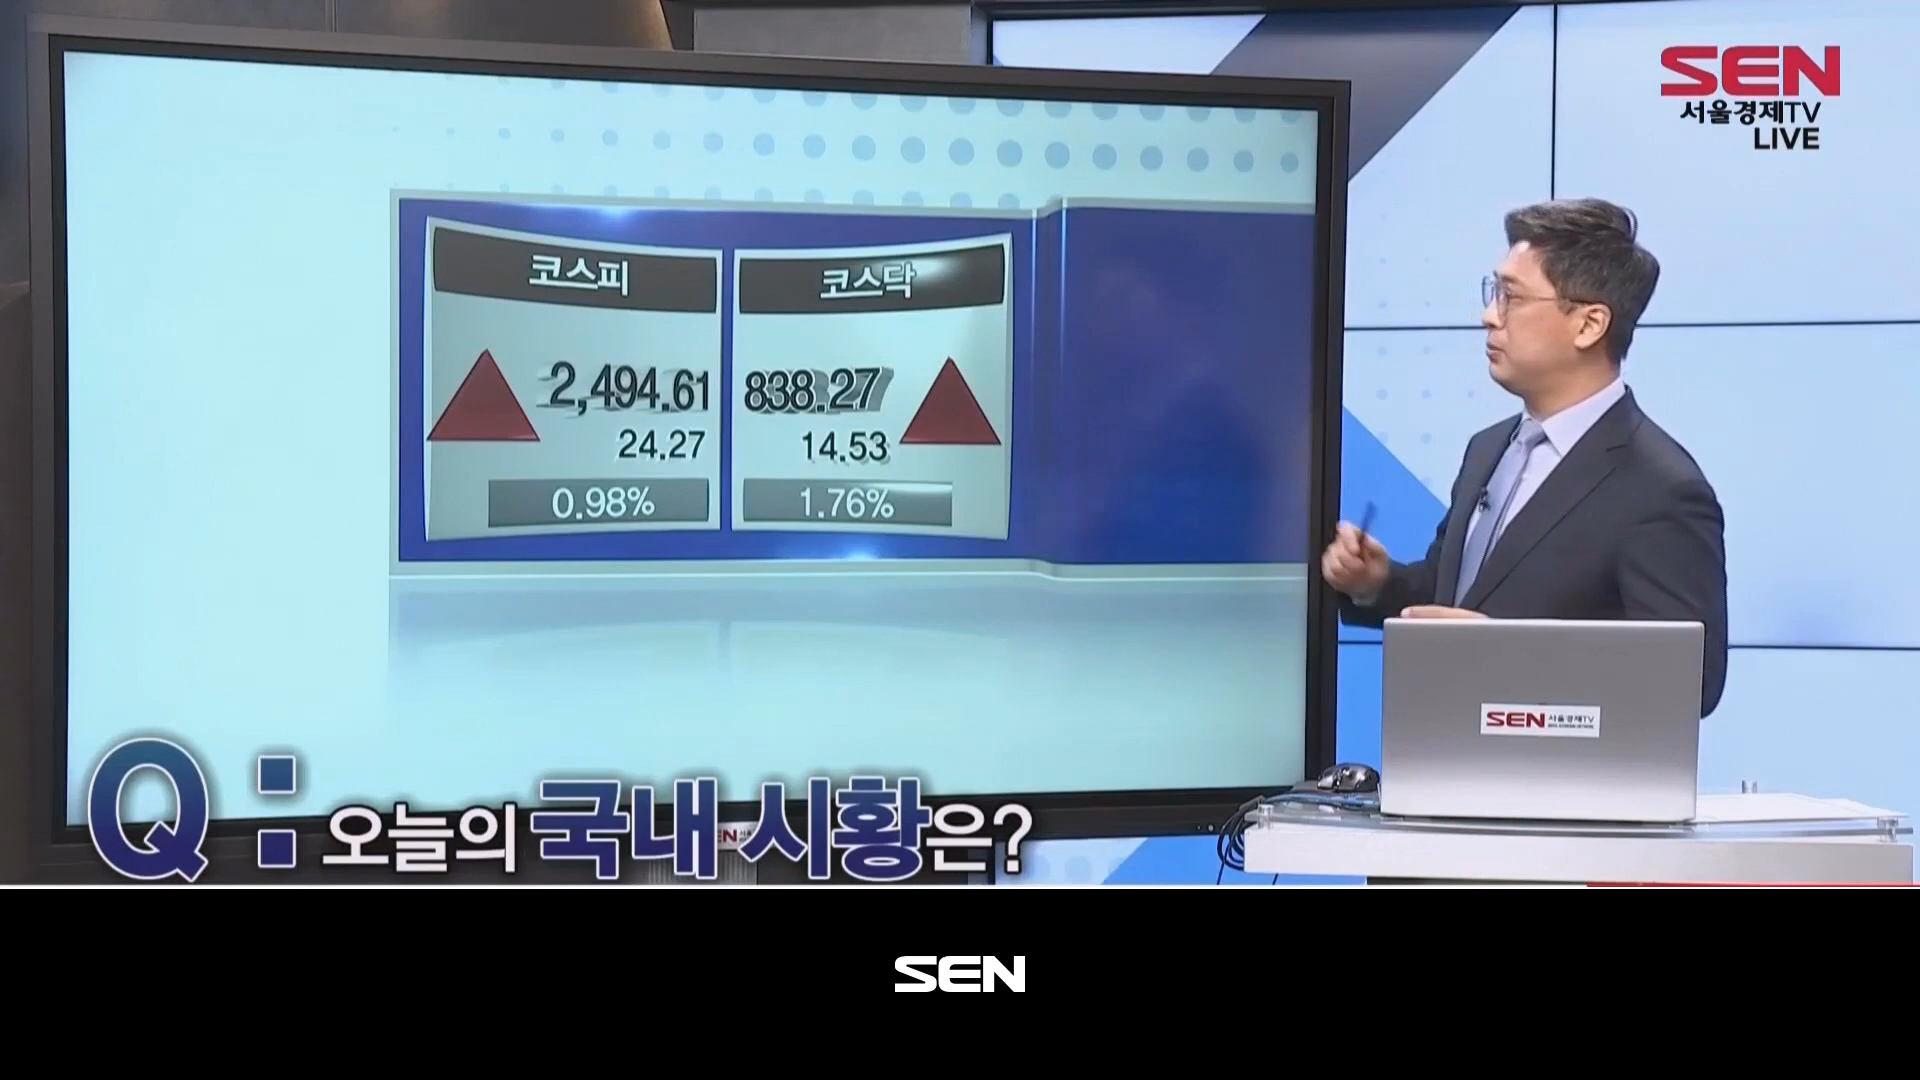 SEN
서울경제TV
LIVE
코스피
코스닥
2,494.61
838.27
24.27
14.53
0.98%
1.76%
SEN 서울경제TV
Q : 오늘의 국내 시황은?
SEN